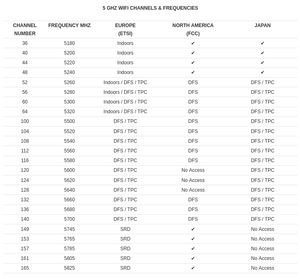 5 GHZ WIFI CHANNELS & FREQUENCIES
CHANNEL NUMBER FREQUENCY MHZ EUROPE (ETSI) NORTH AMERICA (FCC) JAPAN
36 5180 Indoors ✔ ✔
40 5200 Indoors ✔ ✔
44 5220 Indoors ✔ ✔
48 5240 Indoors ✔ ✔
52 5260 Indoors / DFS / TPC DFS DFS / TPC
56 5280 Indoors / DFS / TPC DFS DFS / TPC
60 5300 Indoors / DFS / TPC DFS DFS / TPC
64 5320 Indoors / DFS / TPC DFS DFS / TPC
100 5500 DFS / TPC DFS DFS / TPC
104 5520 DFS / TPC DFS DFS / TPC
108 5540 DFS / TPC DFS DFS / TPC
112 5560 DFS / TPC DFS DFS / TPC
116 5580 DFS / TPC DFS DFS / TPC
120 5600 DFS / TPC No Access DFS / TPC
124 5620 DFS / TPC No Access DFS / TPC
128 5640 DFS / TPC No Access DFS / TPC
132 5660 DFS / TPC DFS DFS / TPC
136 5680 DFS / TPC DFS DFS / TPC
140 5700 DFS / TPC DFS DFS / TPC
149 5745 SRD ✔ No Access
153 5765 SRD ✔ No Access
157 5785 SRD ✔ No Access
161 5805 SRD ✔ No Access
165 5825 SRD ✔ No Access